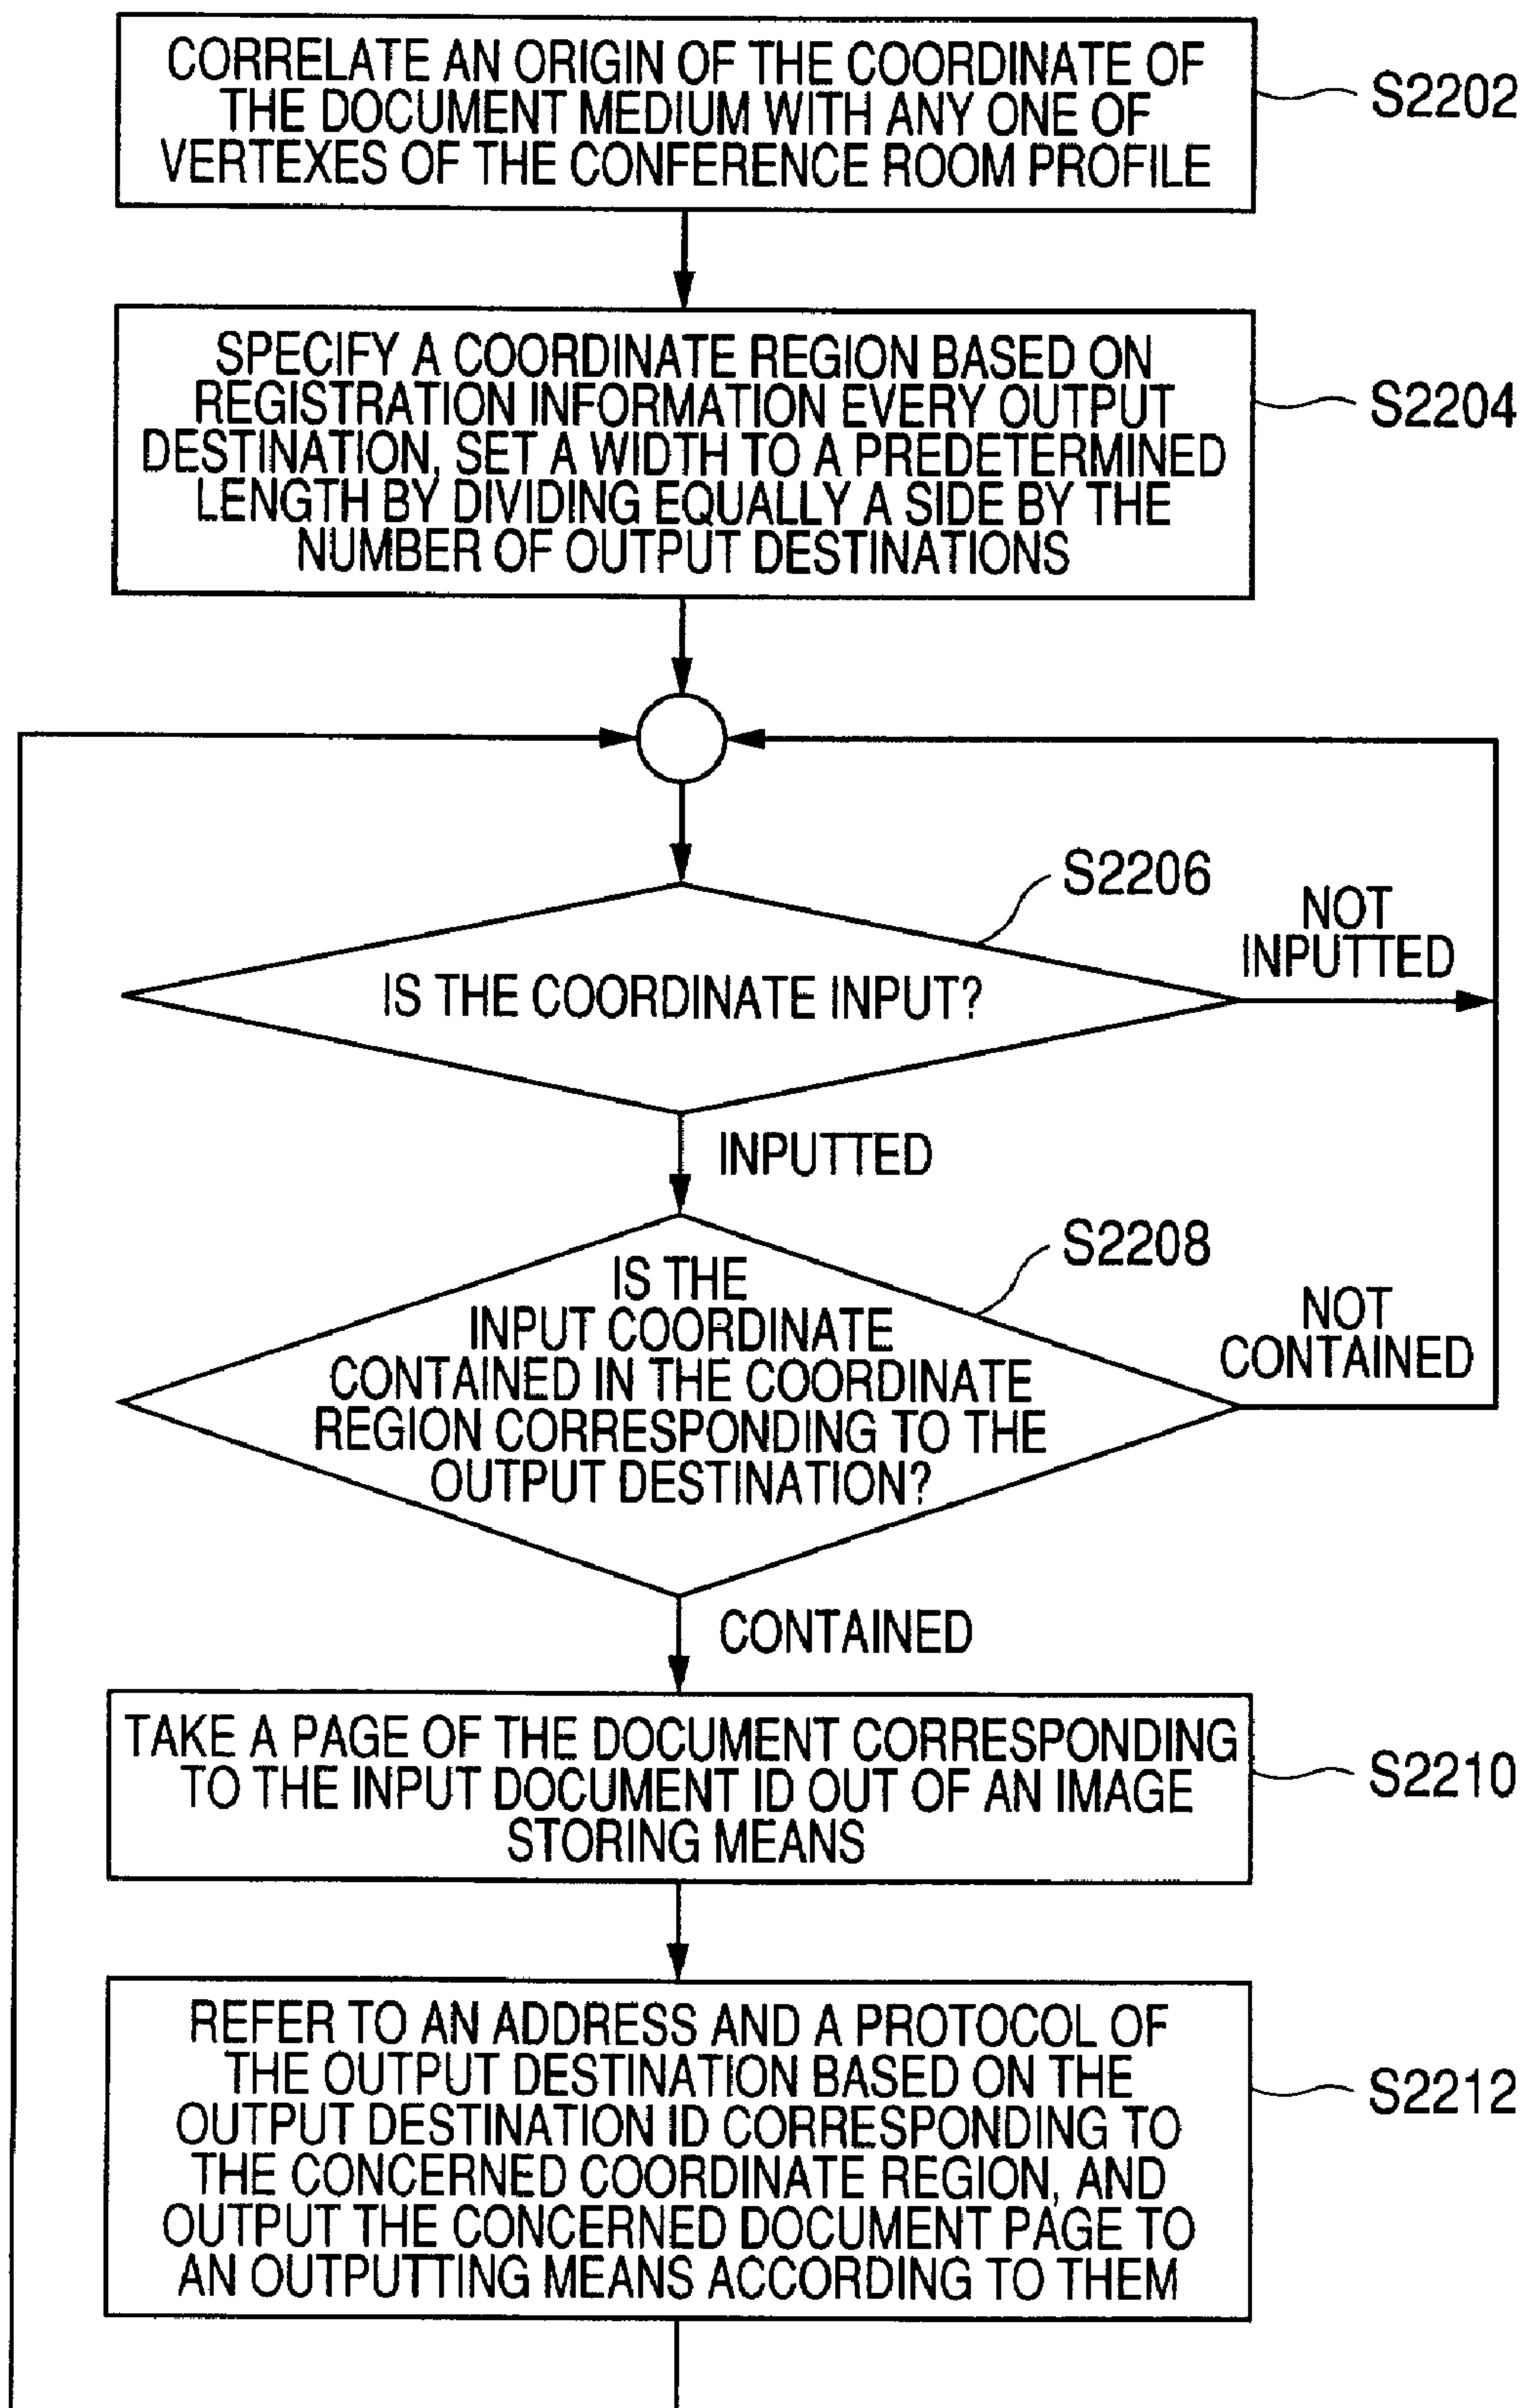 CORRELATE AN ORIGIN OF THE COORDINATE OF
THE DOCUMENT MEDIUM WITH ANY ONE OF
VERTEXES OF THE CONFERENCE ROOM PROFILE
S2202
SPECIFY A COORDINATE REGION BASED ON
REGISTRATION INFORMATION EVERY OUTPUT
DESTINATION, SET A WIDTH TO A PREDETERMINED
LENGTH BY DIVIDING EQUALLY A SIDE BY THE
NUMBER OF OUTPUT DESTINATIONS
S2204
S2206
NOT
INPUTTED
IS THE COORDINATE INPUT?
INPUTTED
S2208
IS THE
INPUT COORDINATE
CONTAINED IN THE COORDINATE
REGION CORRESPONDING TO THE
OUTPUT DESTINATION?
NOT
CONTAINED
CONTAINED
TAKE A PAGE OF THE DOCUMENT CORRESPONDING
TO THE INPUT DOCUMENT ID OUT OF AN IMAGE
STORING MEANS
S2210
REFER TO AN ADDRESS AND A PROTOCOL OF
THE OUTPUT DESTINATION BASED ON THE
OUTPUT DESTINATION ID CORRESPONDING TO
THE CONCERNED COORDINATE REGION, AND
OUTPUT THE CONCERNED DOCUMENT PAGE TO
AN OUTPUTTING MEANS ACCORDING TO THEM
S2212